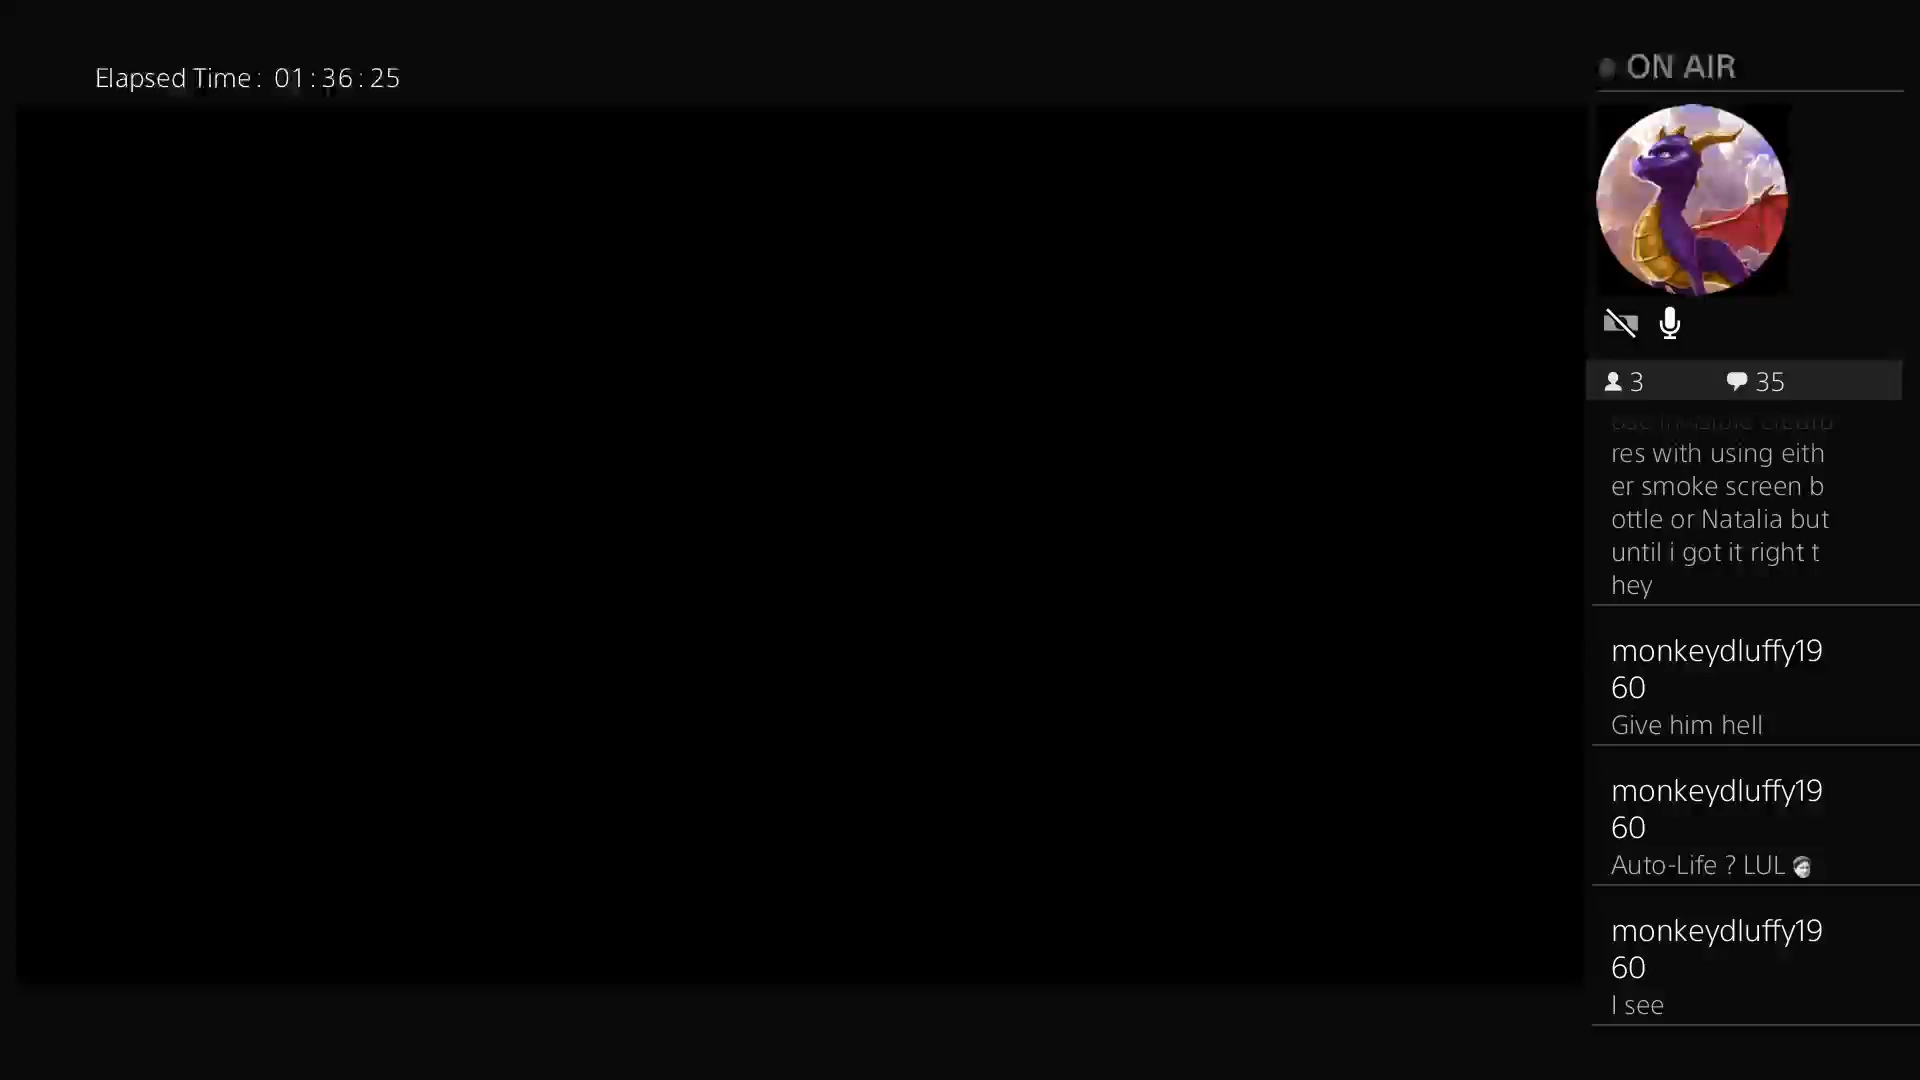 Elapsed Time: 01:36:25
ON AIR
3 35
res with using eith
er smoke screen b
ottle or Natalia but
until i got it right t
hey
monkeydluffy19
60
Give him hell
monkeydluffy19
60
Auto-Life ? LUL
monkeydluffy19
60
I see